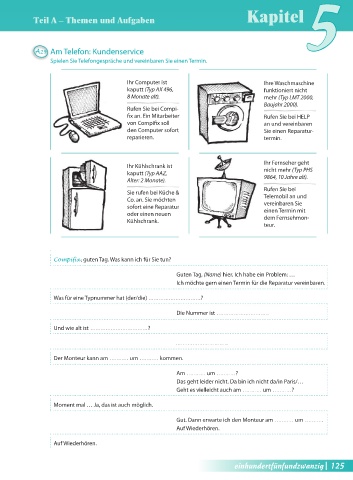 Teil A – Themen und Aufgaben
Kapitel 5
Am Telefon: Kundenservice
Spielen Sie Telefongespräche und vereinbaren Sie einen Termin.
Ihr Computer ist
kaputt (Typ AX 496,
8 Monate alt).
Rufen Sie bei Compi-
fix an. Ein Mitarbeiter
von Compifix soll
den Computer sofort
reparieren.
Ihre Waschmaschine
funktioniert nicht
mehr (Typ LMT 2000,
Baujahr 2000).
Rufen Sie bei HELP
an und vereinbaren
Sie einen Reparatur-
termin.
Ihr Kühlschrank ist
kaputt (Typ AAZ,
Alter: 2 Monate).
Sie rufen bei Küche &
Co. an. Sie möchten
sofort eine Reparatur
oder einen neuen
Kühlschrank.
Ihr Fernseher geht
nicht mehr (Typ PHS
9864, 10 Jahre alt).
Rufen Sie bei
Telemobil an und
vereinbaren Sie
einen Termin mit
dem Fernsehmon-
teur.
Compifix, guten Tag. Was kann ich für Sie tun?
Guten Tag, (Name) hier. Ich habe ein Problem: …
Ich möchte gern einen Termin für die Reparatur vereinbaren.
Was für eine Typnummer hat (der/die) ............................?
Die Nummer ist ............................
Und wie alt ist ..............................?
............................
Der Monteur kann am .......... um .......... kommen.
Am .......... um ..........?
Das geht leider nicht. Da bin ich nicht da/in Paris/…
Geht es vielleicht auch am .......... um ..........?
Moment mal … Ja, das ist auch möglich.
Gut. Dann erwarte ich den Monteur am .......... um ..........
Auf Wiederhören.
Auf Wiederhören.
einhundertfünfundzwanzig | 125